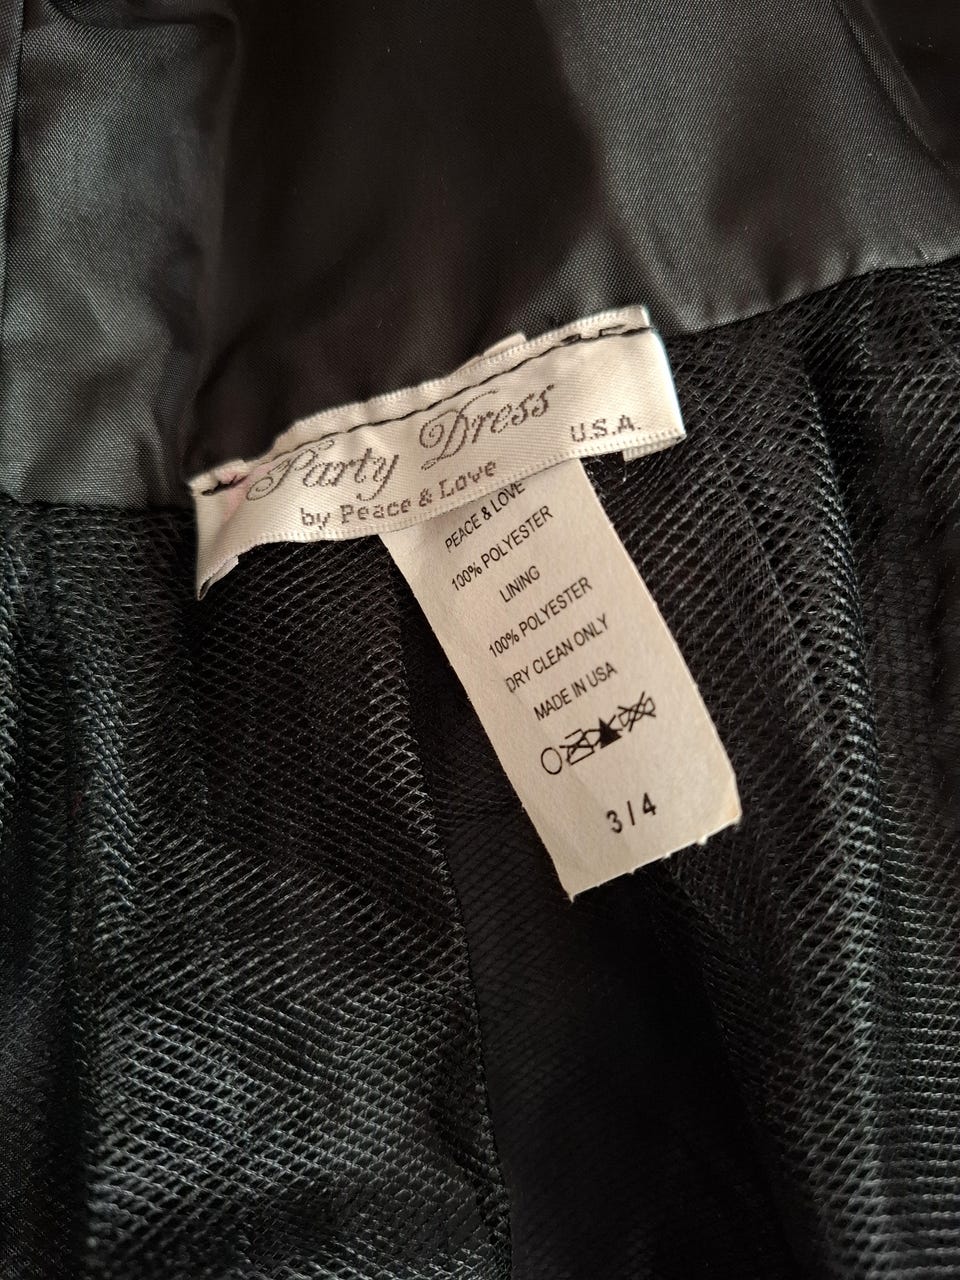 Party Dress
by Peace & Love U.S.A.
PEACE & LOVE
100% POLYESTER
LINING
100% POLYESTER
DRY CLEAN ONLY
MADE IN USA
3/4